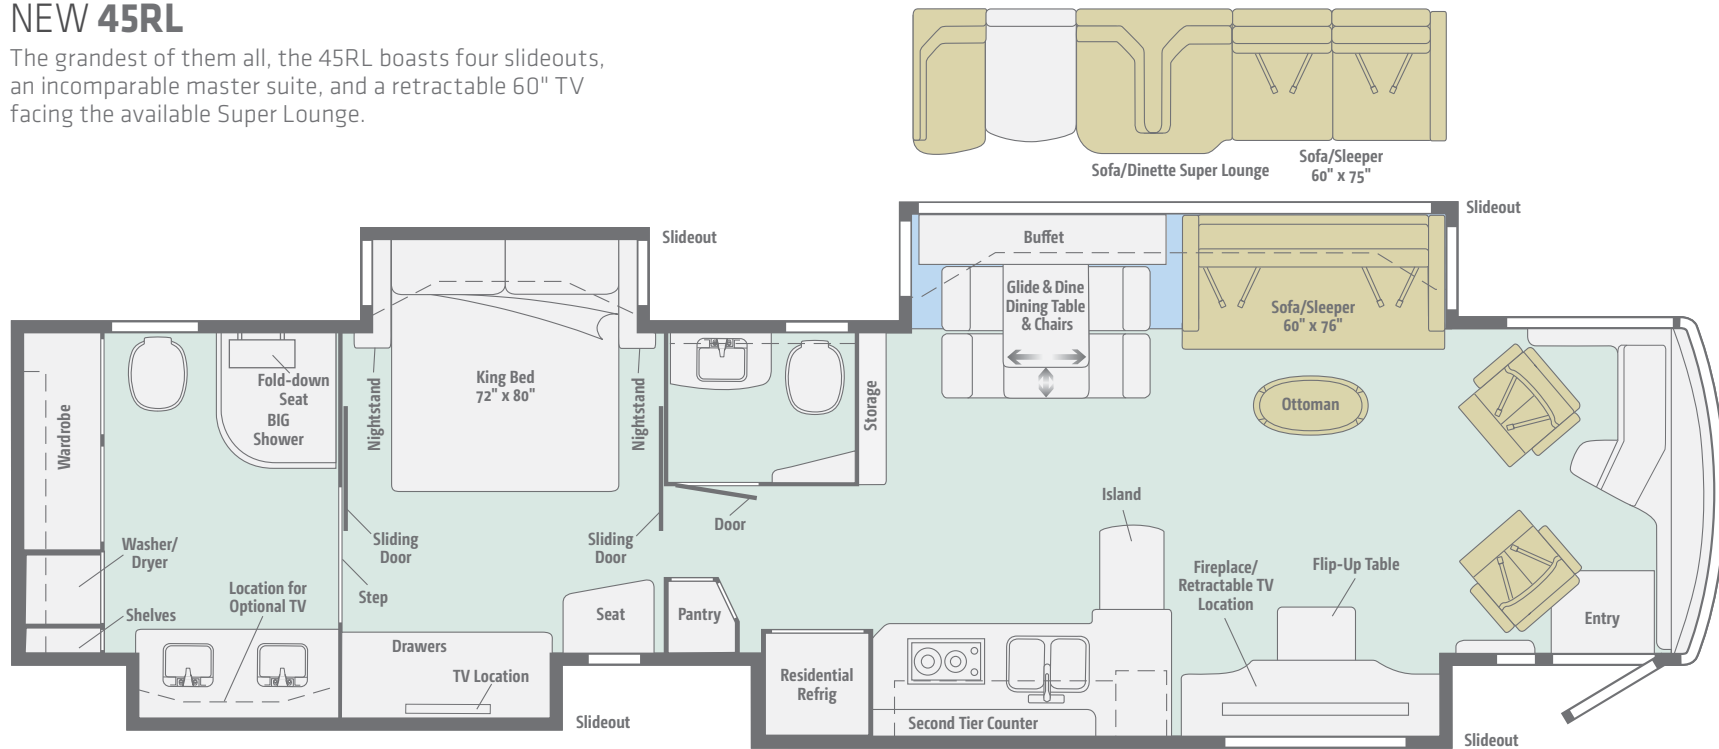 NEW 45RL
The grandest of them all, the 45RL boasts four slideouts,
an incomparable master suite, and a retractable 60" TV
facing the available Super Lounge.
Sofa/Dinette Super Lounge
Sofa/Sleeper
60" x 75"
Slideout
Slideout
Buffet
Glide & Dine
Dining Table
& Chairs
Sofa/Sleeper
60" x 76"
Fold-down
Seat
BIG
Shower
Wardrobe
Nightstand
King Bed
72" x 80"
Nightstand
Storage
Ottoman
Washer/
Dryer
Shelves
Location for
Optional TV
Sliding
Door
Step
Sliding
Door
Door
Island
Fireplace/
Retractable TV
Location
Flip-Up Table
Seat
Pantry
Entry
Drawers
TV Location
Residential
Refrig
Second Tier Counter
Slideout
Slideout